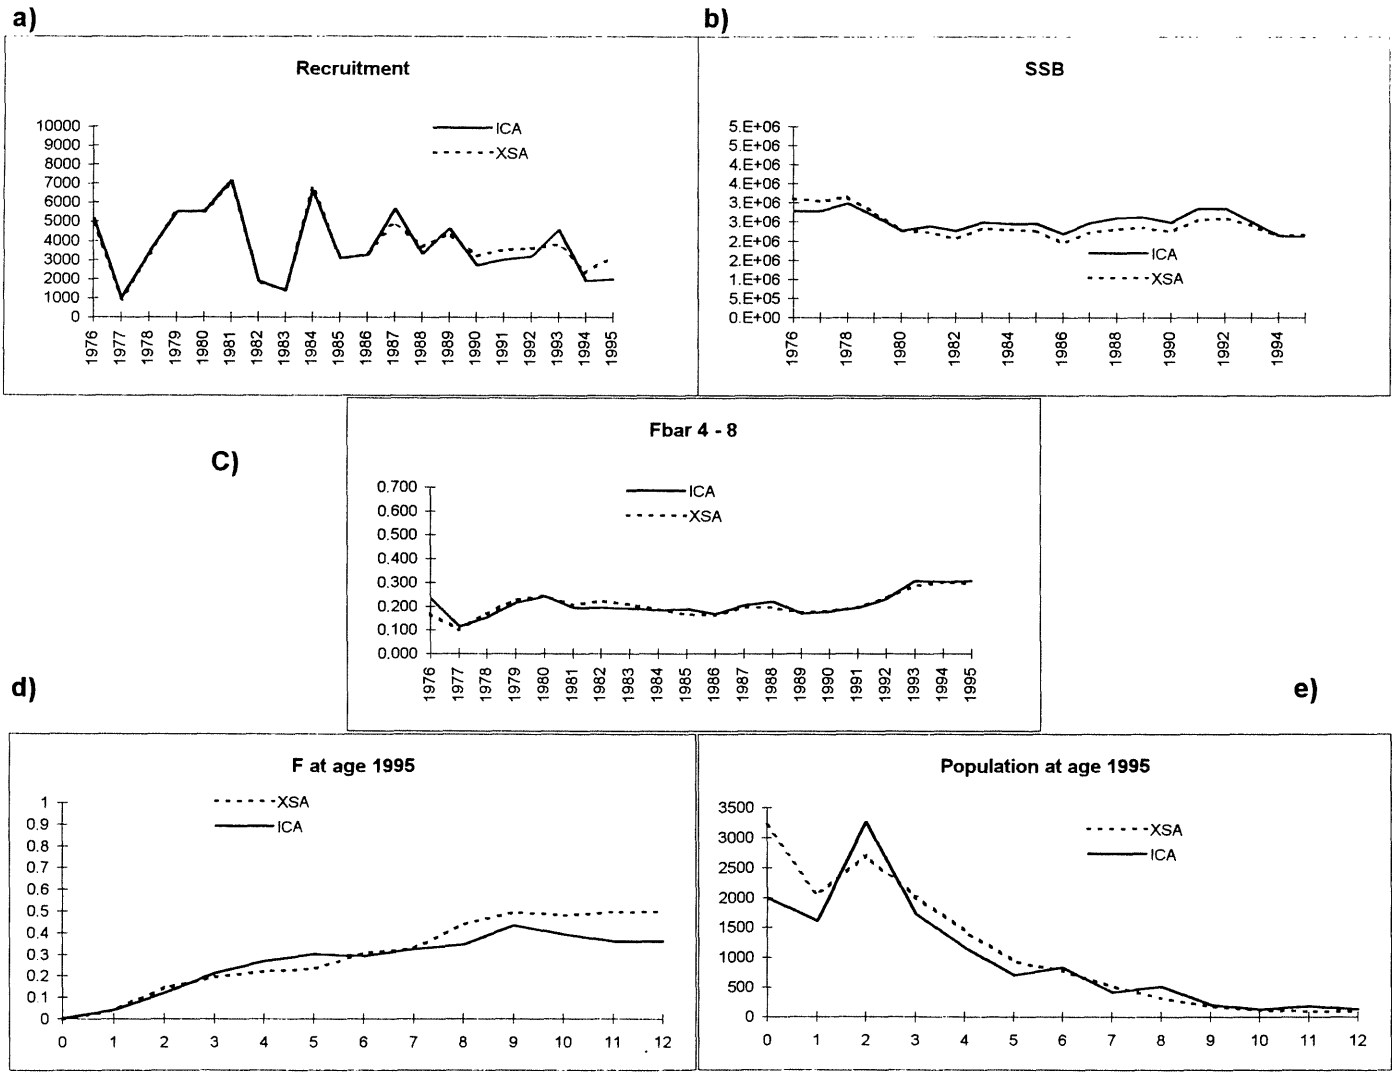 a)
Recruitment
10000
9000
8000
7000
6000
5000
4000
3000
2000
1000
0
ICA
XSA
1976 1977 1978 1979 1980 1981 1982 1983 1984 1985 1986 1987 1988 1989 1990 1991 1992 1993 1994 1995
b)
SSB
5.E+06
5.E+06
4.E+06
4.E+06
3.E+06
3.E+06
2.E+06
2.E+06
1.E+06
5.E+05
0.E+00
ICA
XSA
1976 1978 1980 1982 1984 1986 1988 1990 1992 1994
C)
Fbar 4 - 8
0.700
0.600
0.500
0.400
0.300
0.200
0.100
0.000
ICA
XSA
1976 1977 1978 1979 1980 1981 1982 1983 1984 1985 1986 1987 1988 1989 1990 1991 1992 1993 1994 1995
d)
F at age 1995
1
0.9
0.8
0.7
0.6
0.5
0.4
0.3
0.2
0.1
0
XSA
ICA
0 1 2 3 4 5 6 7 8 9 10 11 12
e)
Population at age 1995
3500
3000
2500
2000
1500
1000
500
0
XSA
ICA
0 1 2 3 4 5 6 7 8 9 10 11 12